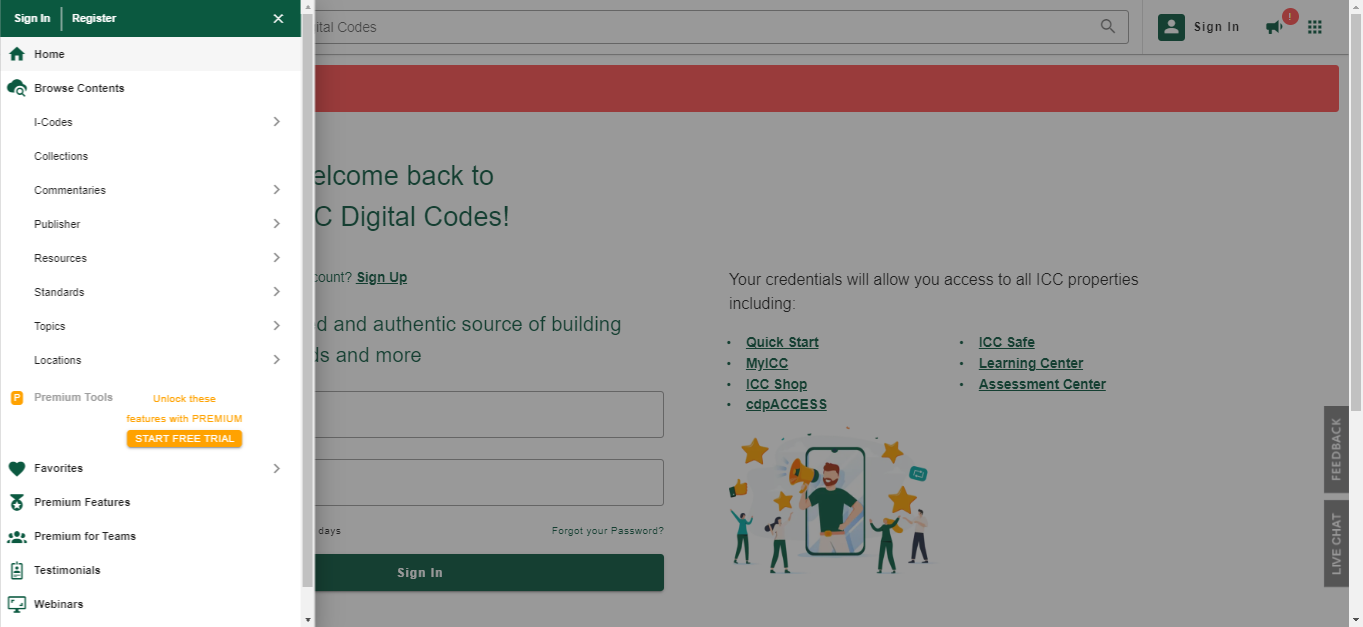 Sign In
Register
Home
Browse Contents
I-Codes
Collections
Commentaries
Publisher
Resources
Standards
Topics
Locations
P
Premium Tools
Unlock these
features with PREMIUM
START FREE TRIAL
Favorites
Premium Features
Premium for Teams
Testimonials
Webinars
ital Codes
Sign In
!
elcome back to
C Digital Codes!
count? Sign Up
d and authentic source of building
ds and more
days
Forgot your Password?
Sign In
Your credentials will allow you access to all ICC properties
including:
• Quick Start
• MyICC
• ICC Shop
• cdpACCESS
• ICC Safe
• Learning Center
• Assessment Center
FEEDBACK
LIVE CHAT